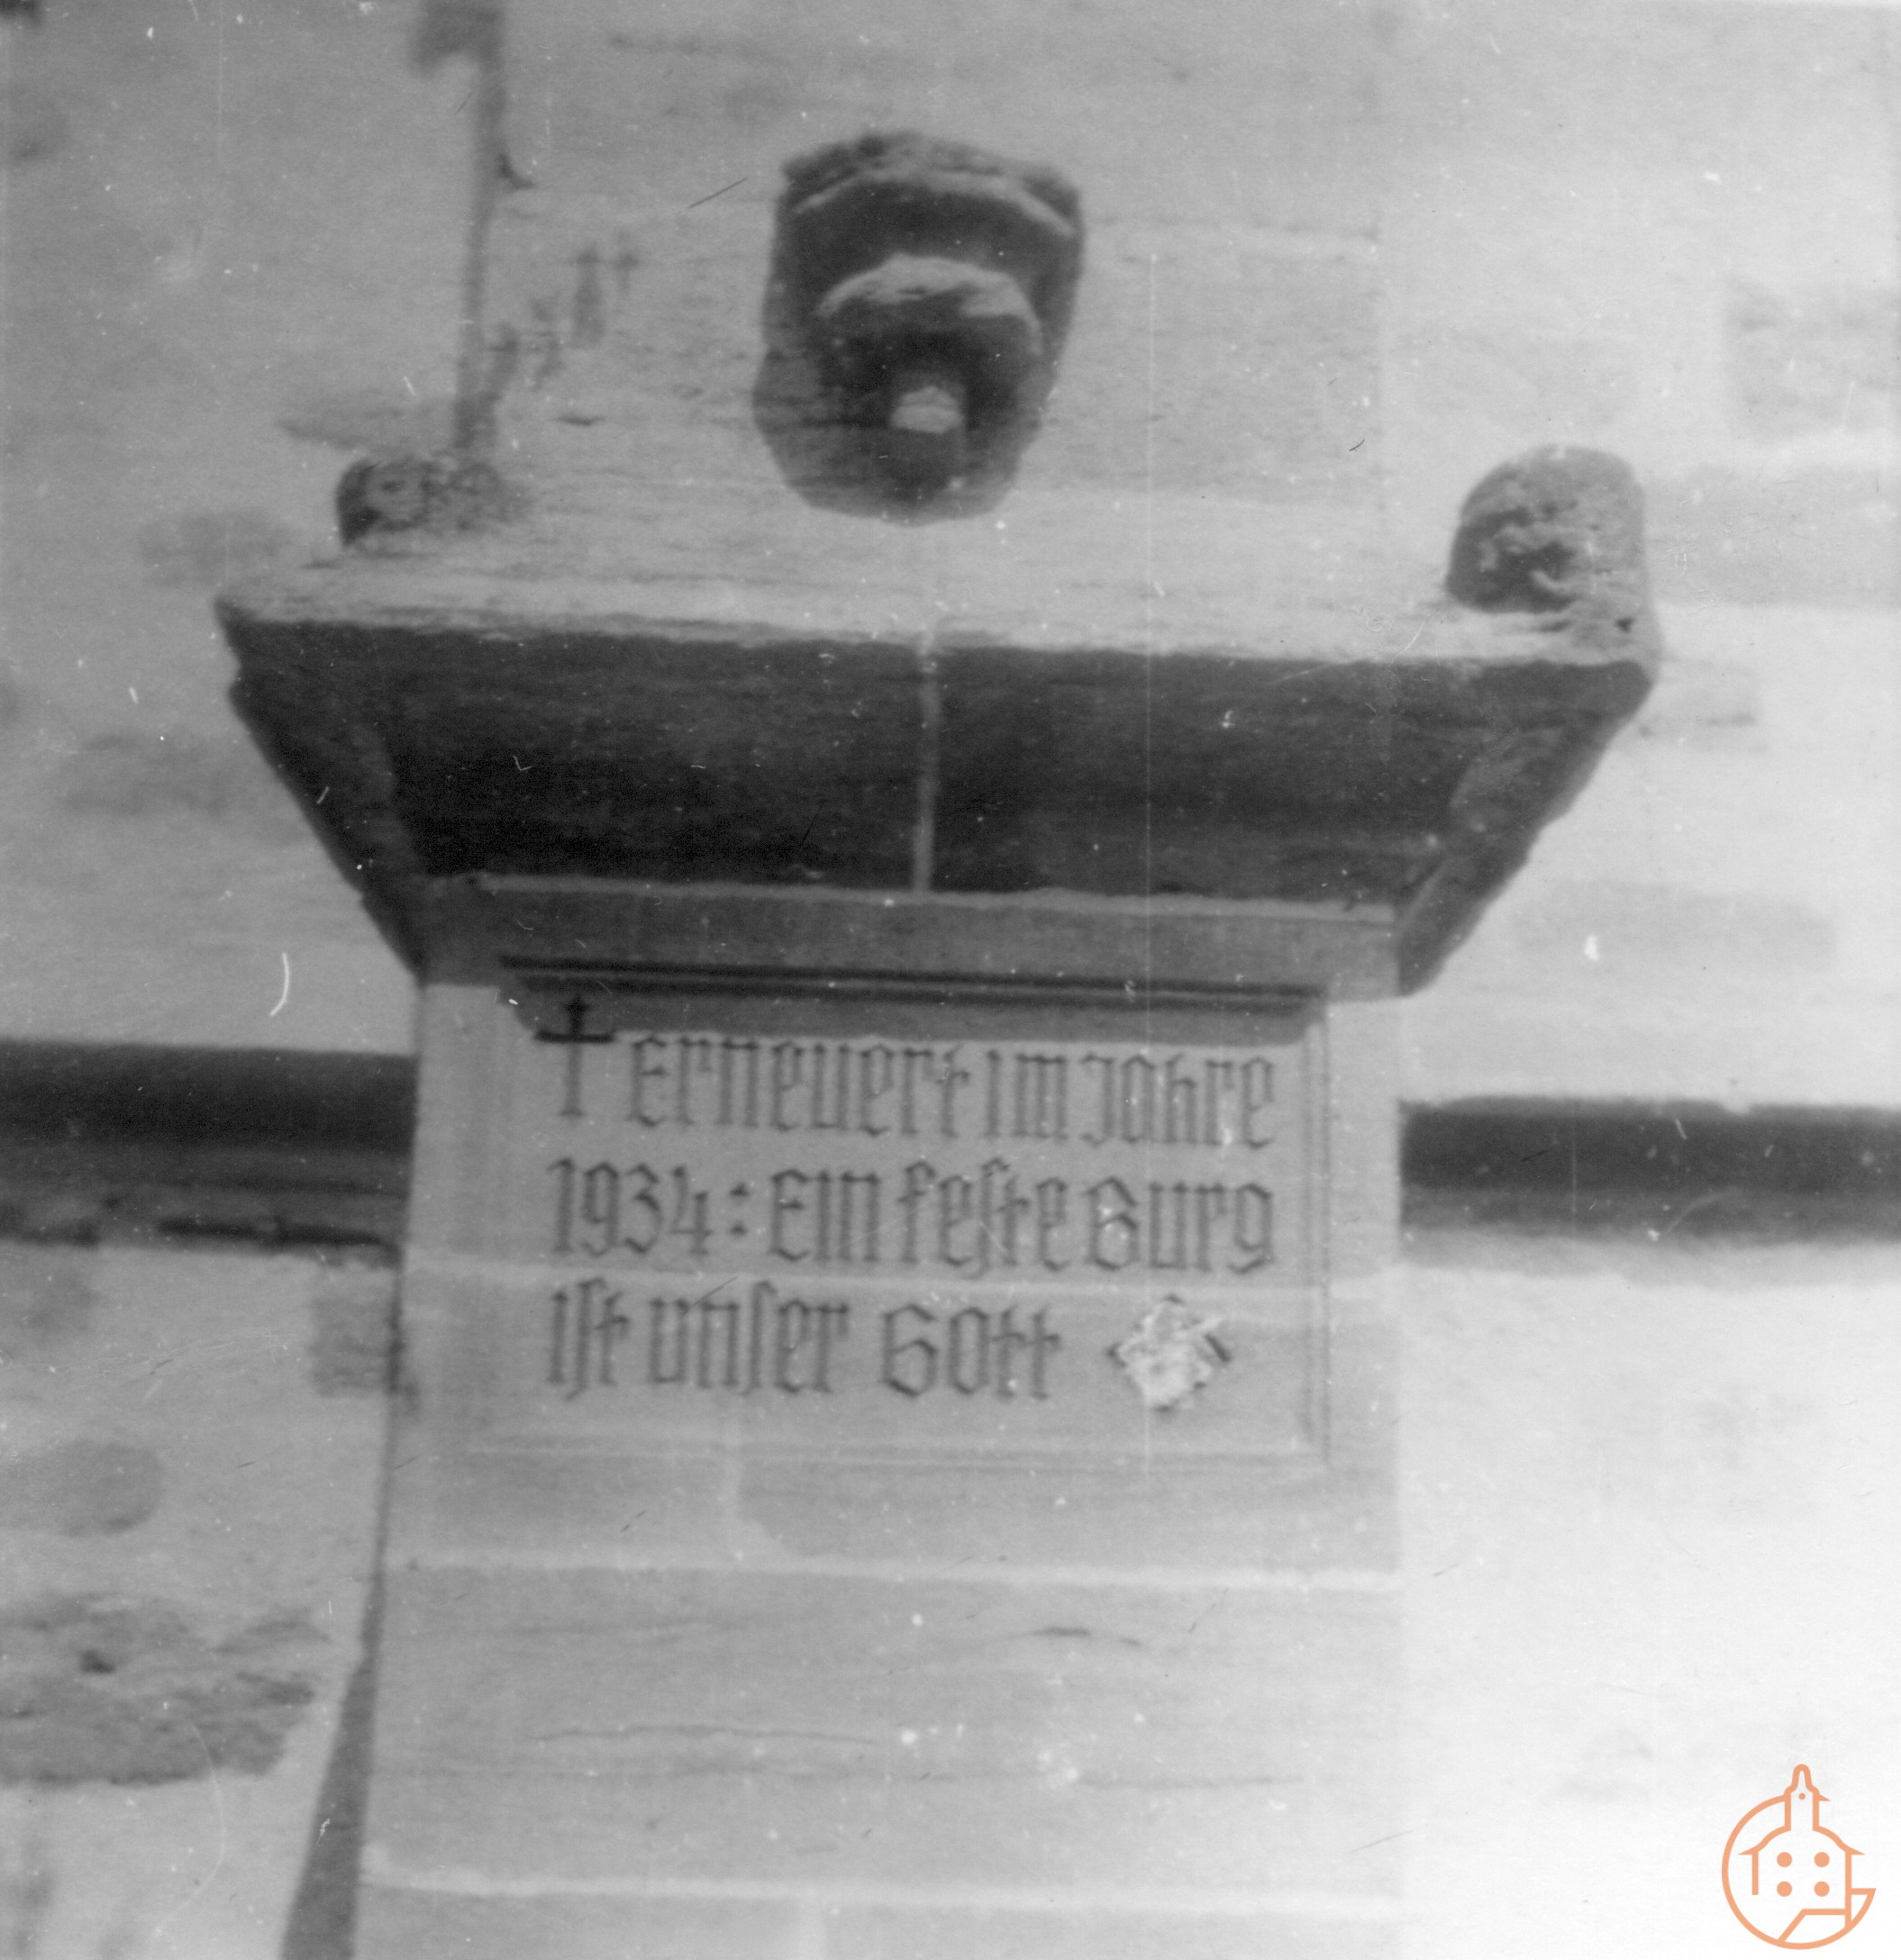 † Erneuert im Jahre
1934: Ein feſte Burg
iſt unſer Gott